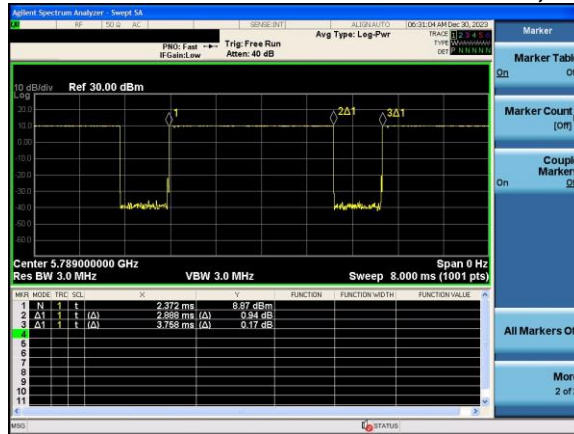 Agilent Spectrum Analyzer - Swept SA
RF 50 Ω AC SENSE:INT ALIGNAUTO 06:31:04 AM Dec 30, 2023
Avg Type: Log-Pwr TRACE 1 2 3 4 5 6
PNO: Fast Trig: Free Run TYPE
IFGain:Low Atten: 40 dB DET P N N N N N
10 dB/div Ref 30.00 dBm
Log
20.0
10.0
0.00
-10.0
-20.0
-30.0
-40.0
-50.0
-60.0
1
2Δ1
3Δ1
Center 5.789000000 GHz Span 0 Hz
Res BW 3.0 MHz VBW 3.0 MHz Sweep 8.000 ms (1001 pts)
MKR MODE TRC SCL X Y FUNCTION FUNCTION WIDTH FUNCTION VALUE
1 N 1 t 2.372 ms 8.87 dBm
2 Δ1 1 t (Δ) 2.888 ms (Δ) 0.94 dB
3 Δ1 1 t (Δ) 3.758 ms (Δ) 0.17 dB
4
5
6
7
8
9
10
11
MSG STATUS
Marker
Marker Tabl
On O
Marker Count
[Off]
Coupl
Marker
On O
All Markers O
Mor
2 of